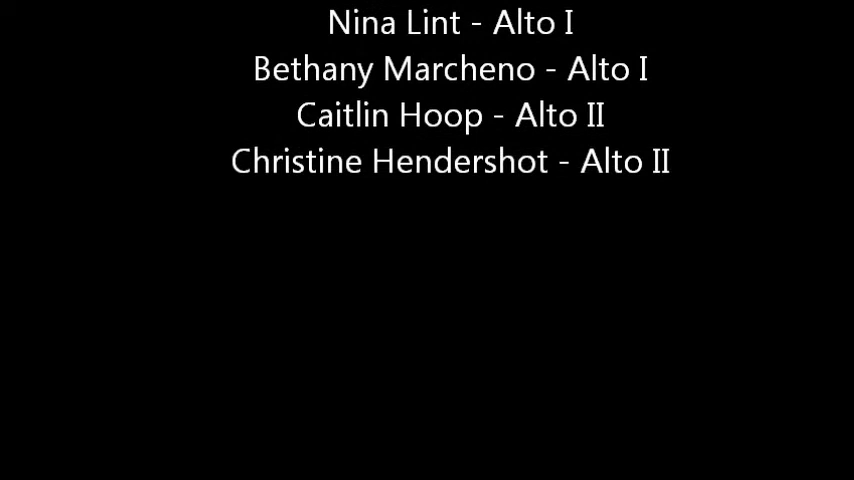 Nina Lint - Alto I
Bethany Marcheno - Alto I
Caitlin Hoop - Alto II
Christine Hendershot - Alto II